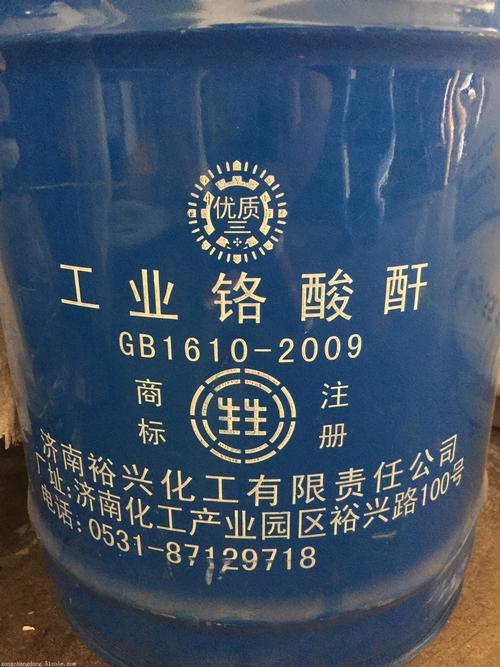 优质
三
工业铬酸酐
GB1610-2009
商标
注册
济南裕兴化工有限责任公司
厂址:济南化工产业园区裕兴路100号
电话:0531-87129718